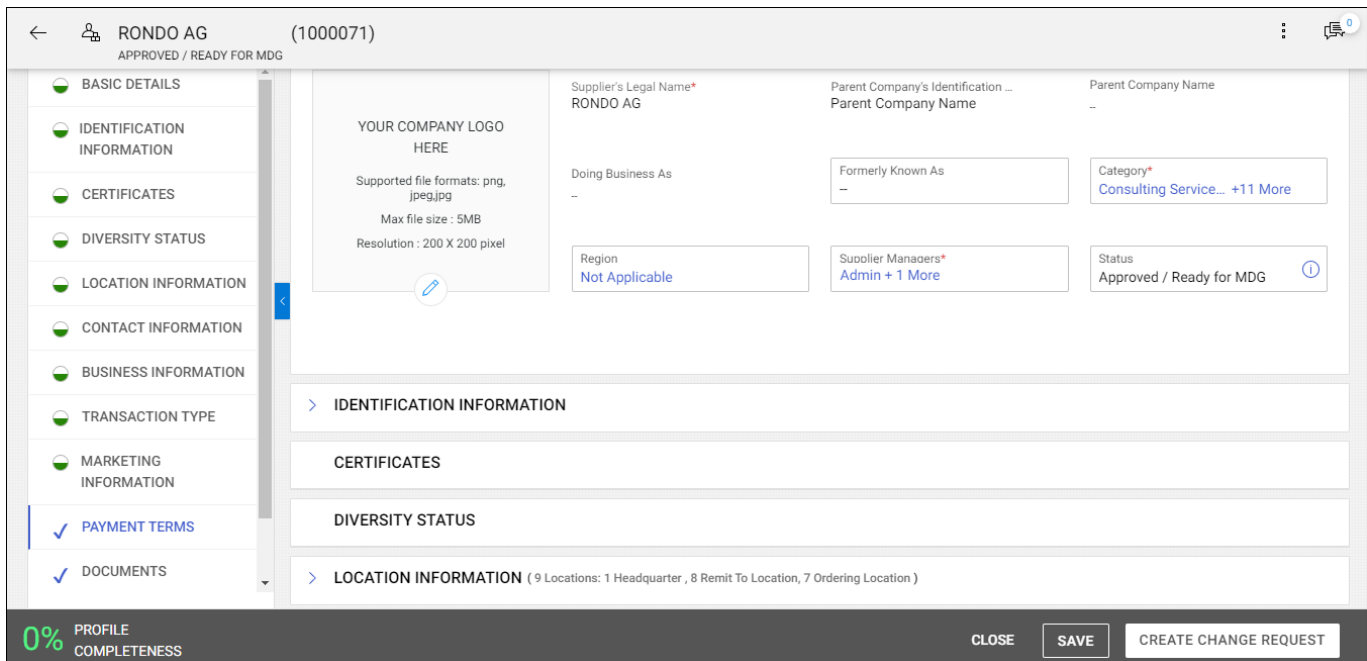 RONDO AG (1000071)
APPROVED / READY FOR MDG
0
BASIC DETAILS
IDENTIFICATION
INFORMATION
CERTIFICATES
DIVERSITY STATUS
LOCATION INFORMATION
CONTACT INFORMATION
BUSINESS INFORMATION
TRANSACTION TYPE
MARKETING
INFORMATION
PAYMENT TERMS
DOCUMENTS
YOUR COMPANY LOGO
HERE
Supported file formats: png,
jpeg,jpg
Max file size : 5MB
Resolution : 200 X 200 pixel
Supplier's Legal Name*
RONDO AG
Parent Company's Identification ...
Parent Company Name
Parent Company Name
--
Doing Business As
--
Formerly Known As
--
Category*
Consulting Service... +11 More
Region
Not Applicable
Supplier Managers*
Admin + 1 More
Status
Approved / Ready for MDG
IDENTIFICATION INFORMATION
CERTIFICATES
DIVERSITY STATUS
LOCATION INFORMATION ( 9 Locations: 1 Headquarter , 8 Remit To Location, 7 Ordering Location )
0% PROFILE
COMPLETENESS
CLOSE
SAVE
CREATE CHANGE REQUEST